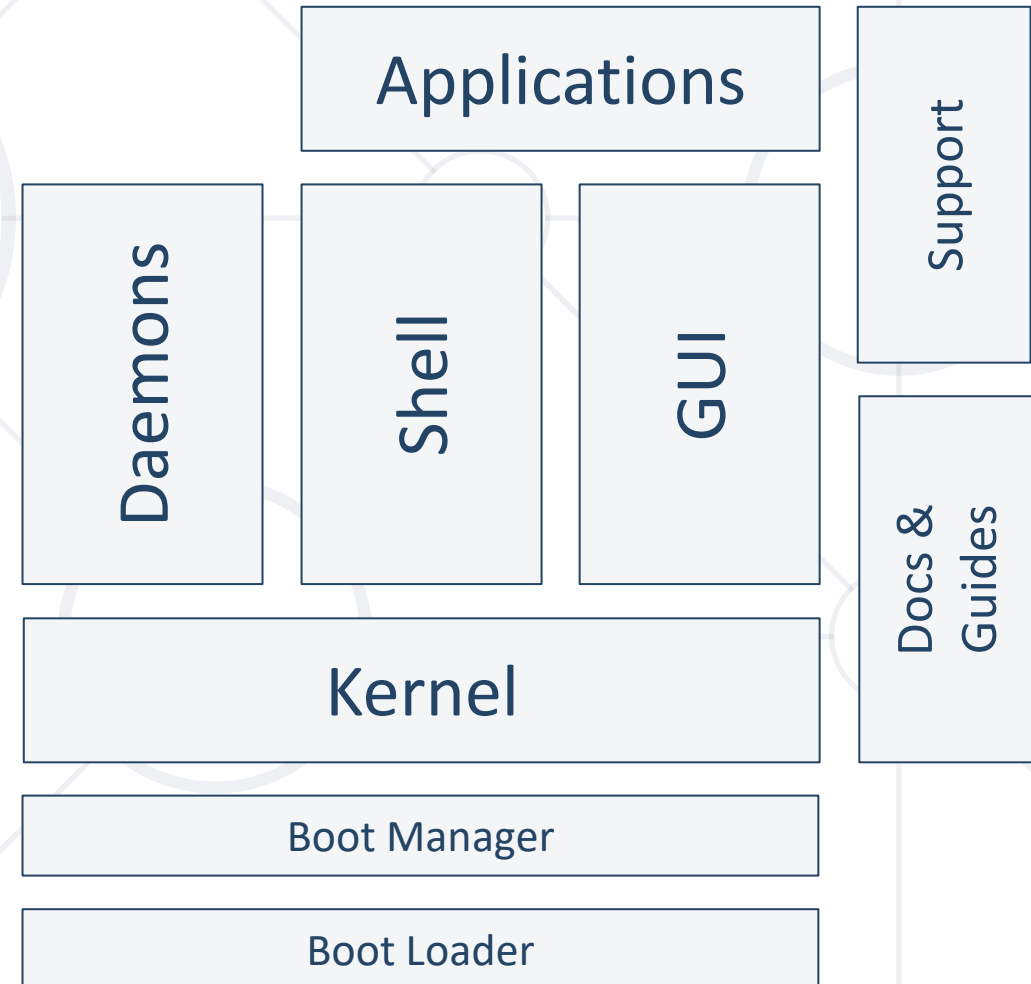 Applications
Support
Daemons
Shell
GUI
Docs &
Guides
Kernel
Boot Manager
Boot Loader